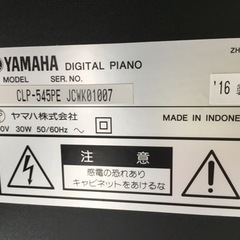 ZH
YAMAHA DIGITAL PIANO
MODEL SER. NO.
CLP-545PE JCWK01007
'16
ヤマハ株式会社
0V 30W 50/60Hz
MADE IN INDONE
注 意
感電の恐れあり
キャビネットをあけるな